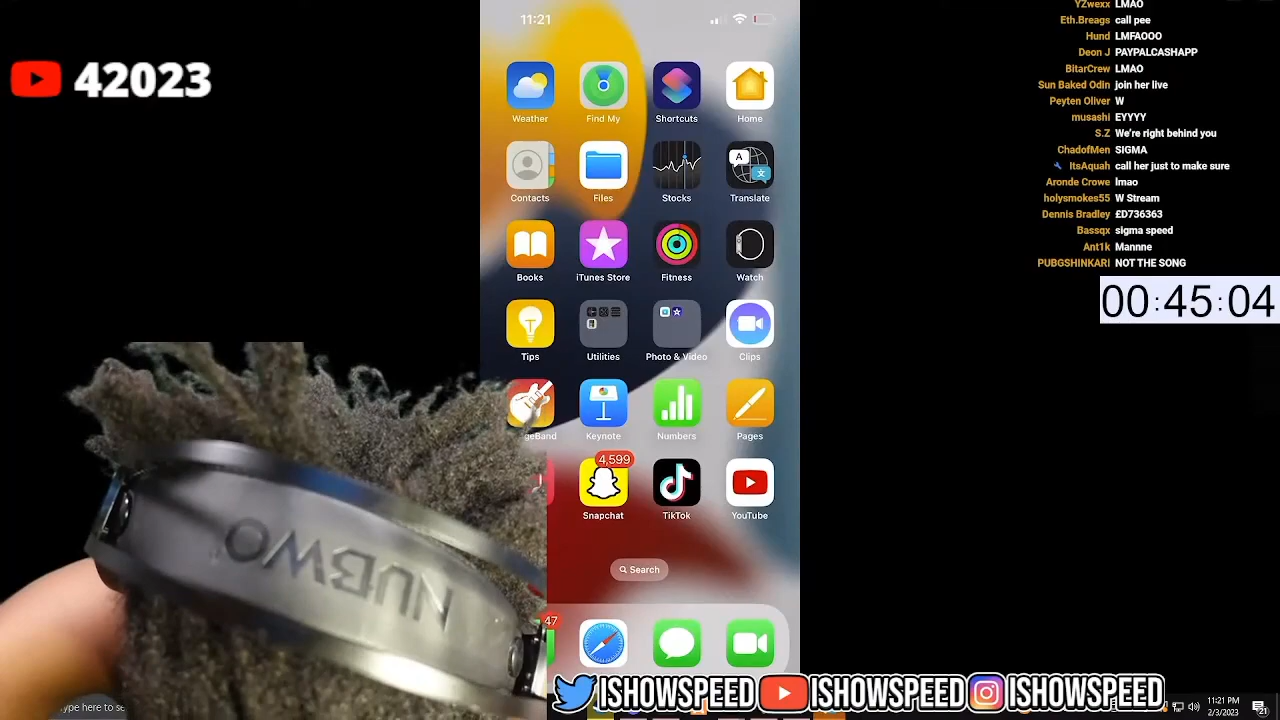 42023
11:21
Weather
Find My
Shortcuts
Home
Contacts
Files
Stocks
Translate
Books
iTunes Store
Fitness
Watch
Tips
Utilities
Photo & Video
Clips
geBand
Keynote
Numbers
Pages
4,599
Snapchat
TikTok
YouTube
Search
47
NUBWO
YZwexx LMAO
Eth.Breags call pee
Hund LMFAOOO
Deon J PAYPALCASHAPP
BitarCrew LMAO
Sun Baked Odin join her live
Peyten Oliver W
musashi EYYYY
S.Z We're right behind you
ChadofMen SIGMA
ItsAquah call her just to make sure
Aronde Crowe lmao
holysmokes55 W Stream
Dennis Bradley £D736363
Bassqx sigma speed
Ant1k Mannne
PUBGSHINKARI NOT THE SONG
00:45:04
ype here to se
ISHOWSPEED ISHOWSPEED ISHOWSPEED
11:21 PM
2/3/2023